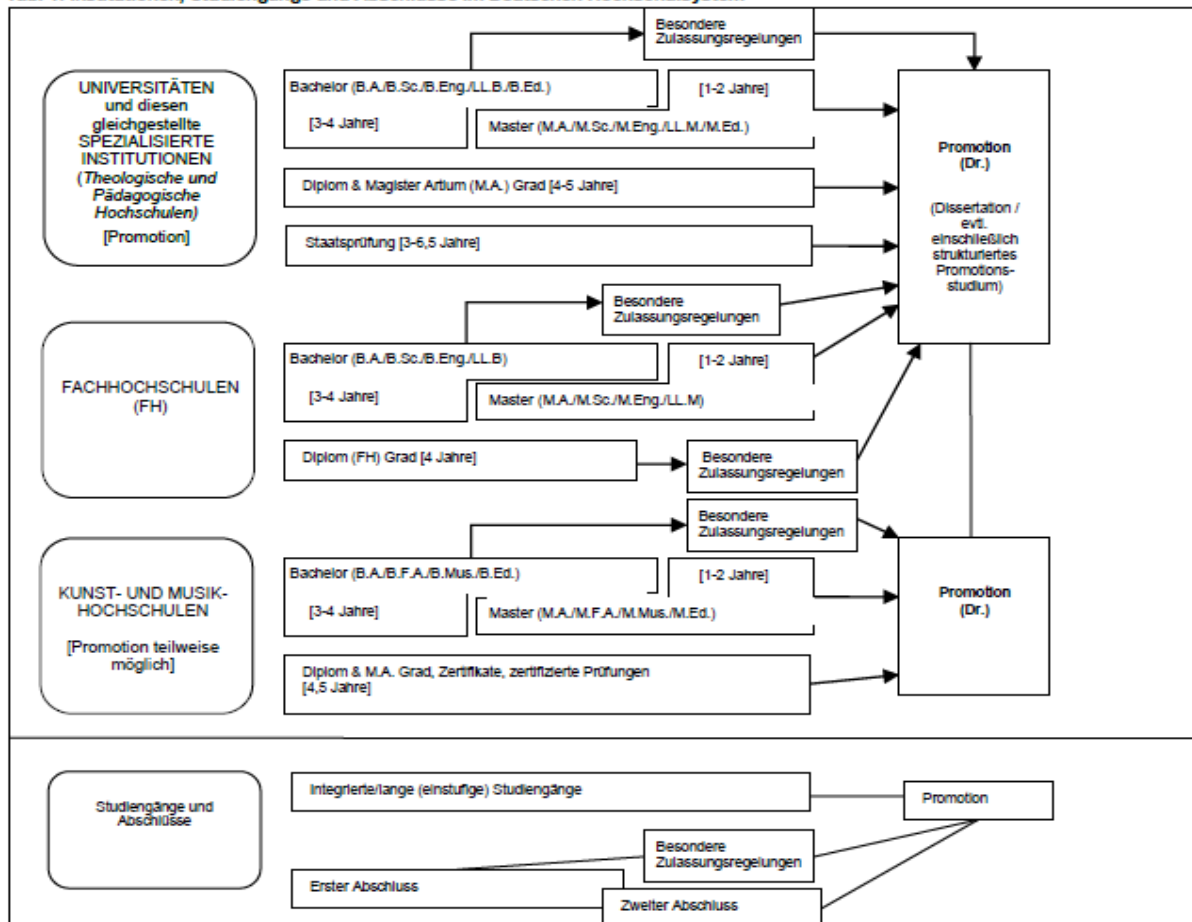 Besondere
Zulassungsregelungen
UNIVERSITÄTEN
und diesen
gleichgestellte
SPEZIALISIERTE
INSTITUTIONEN
(Theologische und
Pädagogische
Hochschulen)
[Promotion]
Bachelor (B.A./B.Sc./B.Eng./LL.B./B.Ed.)
[3-4 Jahre]
[1-2 Jahre]
Master (M.A./M.Sc./M.Eng./LL.M./M.Ed.)
Diplom & Magister Artium (M.A.) Grad [4-5 Jahre]
Staatsprüfung [3-6,5 Jahre]
Promotion
(Dr.)
(Dissertation /
evtl.
einschließlich
strukturiertes
Promotions-
studium)
Besondere
Zulassungsregelungen
FACHHOCHSCHULEN
(FH)
Bachelor (B.A./B.Sc./B.Eng./LL.B)
[3-4 Jahre]
[1-2 Jahre]
Master (M.A./M.Sc./M.Eng./LL.M)
Diplom (FH) Grad [4 Jahre]
Besondere
Zulassungsregelungen
Besondere
Zulassungsregelungen
KUNST- UND MUSIK-
HOCHSCHULEN
[Promotion teilweise
möglich]
Bachelor (B.A./B.F.A./B.Mus./B.Ed.)
[3-4 Jahre]
[1-2 Jahre]
Master (M.A./M.F.A./M.Mus./M.Ed.)
Diplom & M.A. Grad, Zertifikate, zertifizierte Prüfungen
[4,5 Jahre]
Promotion
(Dr.)
Studiengänge und
Abschlüsse
Integrierte/lange (einstufige) Studiengänge
Promotion
Besondere
Zulassungsregelungen
Erster Abschluss
Zweiter Abschluss